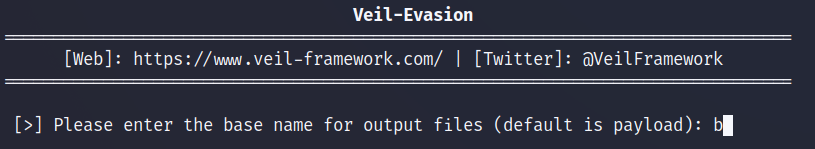 Veil-Evasion
[Web]: https://www.veil-framework.com/ | [Twitter]: @VeilFramework
[>] Please enter the base name for output files (default is payload): b